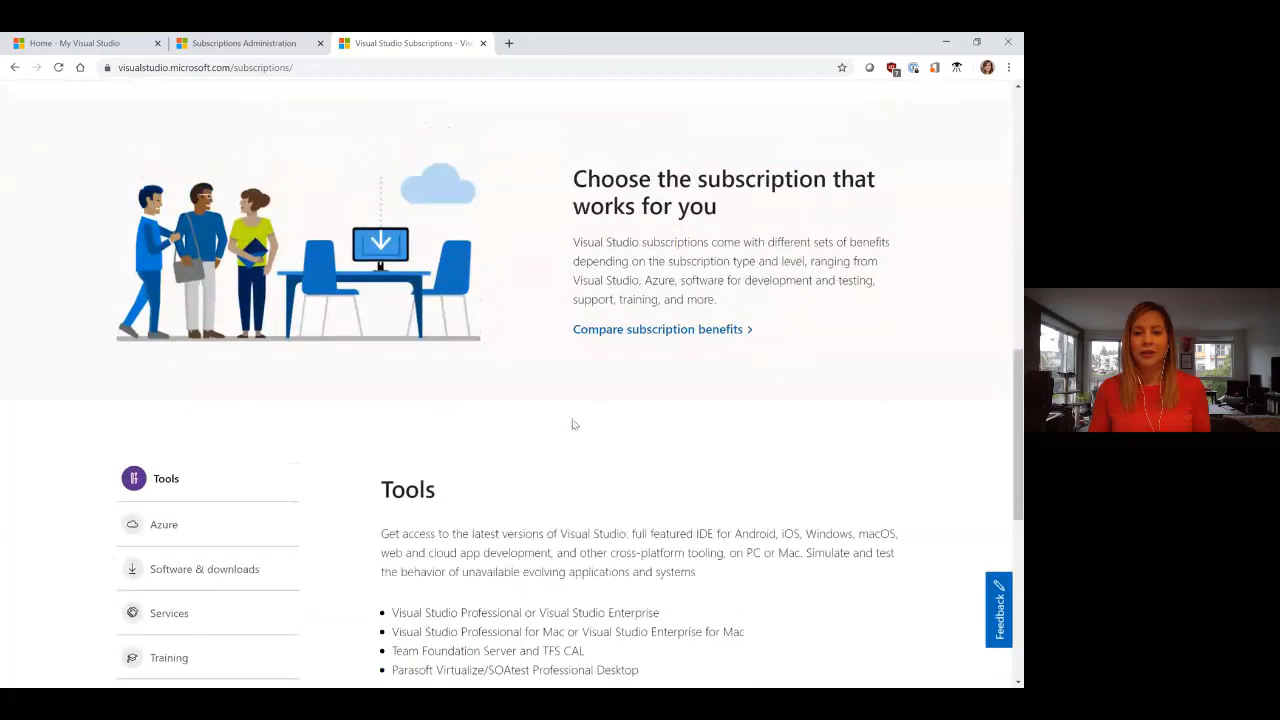 Home - My Visual Studio
Subscriptions Administration
Visual Studio Subscriptions - Vis
visualstudio.microsoft.com/subscriptions/
7
Choose the subscription that
works for you
Visual Studio subscriptions come with different sets of benefits
depending on the subscription type and level, ranging from
Visual Studio, Azure, software for development and testing,
support, training, and more.
Compare subscription benefits
Tools
Azure
Software & downloads
Services
Training
Tools
Get access to the latest versions of Visual Studio: full featured IDE for Android, iOS, Windows, macOS,
web and cloud app development, and other cross-platform tooling, on PC or Mac. Simulate and test
the behavior of unavailable evolving applications and systems
Visual Studio Professional or Visual Studio Enterprise
Visual Studio Professional for Mac or Visual Studio Enterprise for Mac
Team Foundation Server and TFS CAL
Parasoft Virtualize/SOAtest Professional Desktop
Feedback